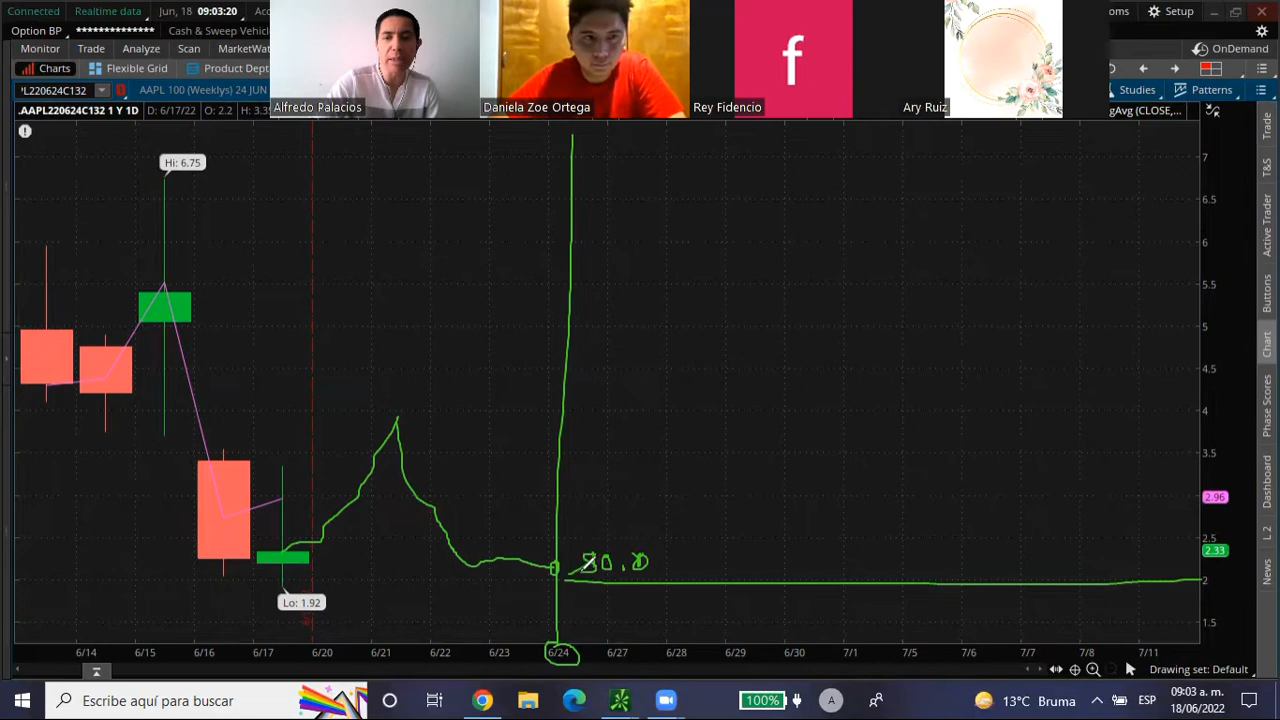 Connected Realtime data Jun, 18 09:03:20
Setup
Option BP ************** Cash & Sweep Vehicle
Monitor Trade Analyze Scan MarketWa
OnDemand
Charts Flexible Grid Product Dept
AAPL 100 (Weeklys) 24 JUN
Studies Patterns
Alfredo Palacios
Daniela Zoe Ortega
f
Rey Fidencio
Ary Ruiz
.AAPL220624C132 1 Y 1D D: 6/17/22 O: 2.2
gAvg (CLOSE,...
Hi: 6.75
Lo: 1.92
7
6.5
6
5.5
5
4.5
4
3.5
2.96
2.5
2.33
2
1.5
6/14 6/15 6/16 6/17 6/20 6/21 6/22 6/23 6/24 6/27 6/28 6/29 6/30 7/1 7/5 7/6 7/7 7/8 7/11
Drawing set: Default
Trade
T&S
Active Trader
Buttons
Chart
Phase Scores
Dashboard
L 2
News
Escribe aquí para buscar
100%
A
13°C Bruma
ESP
09:03 a. m.
18/06/2022